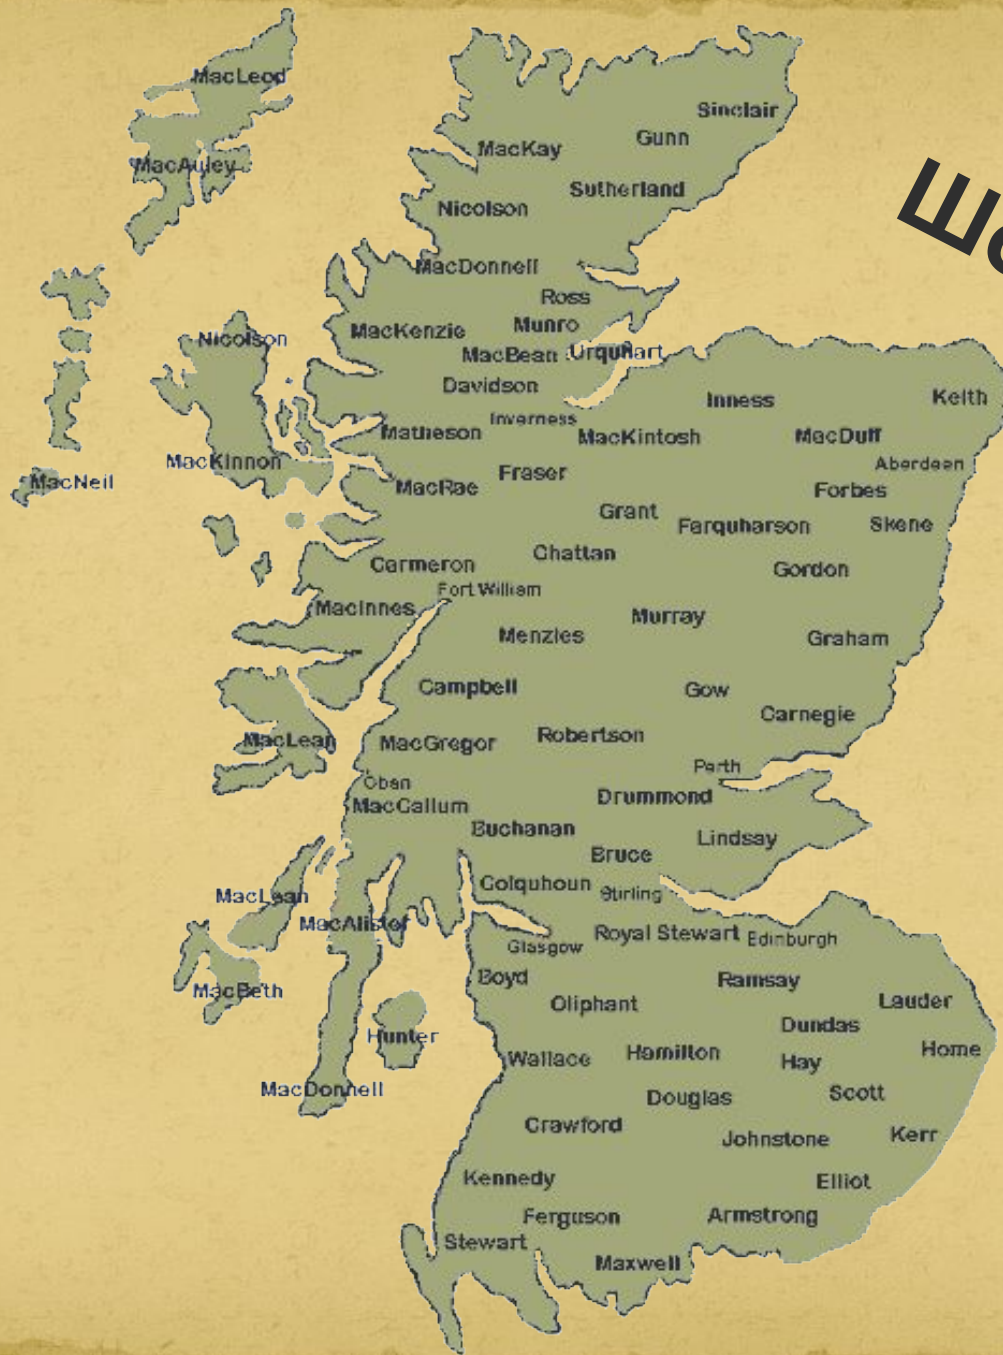 MacLeod
Sinclair
Gunn
MacKay
MacAuley
Sutherland
Nicolson
MacDonnell
Ross
Munro
MacKenzie
Nicolson
MacBean
Urquhart
Davidson
Inness
Keith
Inverness
Matheson
MacKintosh
MacDuff
MacKinnon
Aberdeen
Fraser
MacNeil
MacRae
Forbes
Grant
Farquharson
Skene
Chattan
Carmeron
Gordon
Fort William
MacInnes
Murray
Menzies
Graham
Campbell
Gow
Carnegie
Robertson
MacLean
MacGregor
Perth
Oban
Drummond
MacCallum
Buchanan
Lindsay
Bruce
Colquhoun
Stirling
MacLean
MacAlister
Royal Stewart
Edinburgh
Glasgow
Boyd
Ramsay
MacBeth
Oliphant
Lauder
Dundas
Hunter
Home
Hamilton
Wallace
Hay
MacDonnell
Scott
Douglas
Crawford
Kerr
Johnstone
Kennedy
Elliot
Ferguson
Armstrong
Stewart
Maxwell